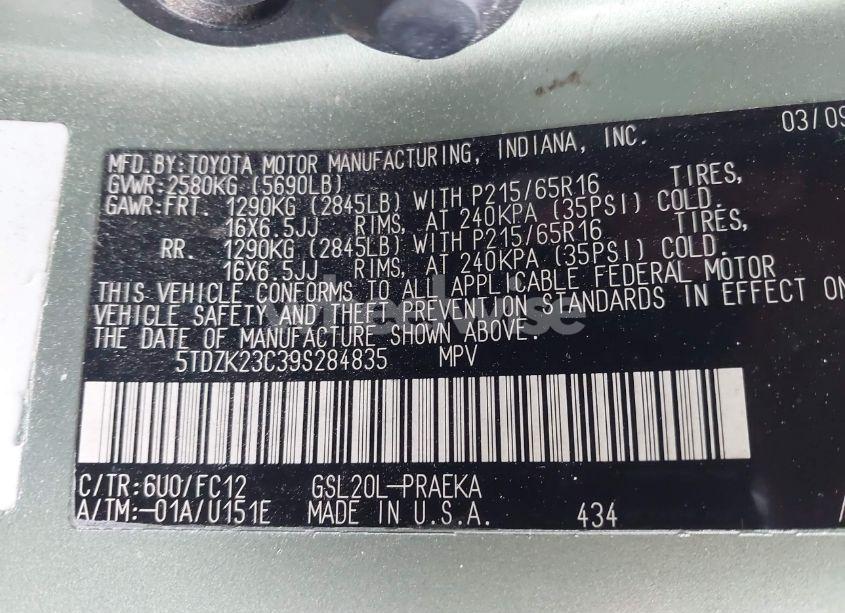 MFD.BY:TOYOTA MOTOR MANUFACTURING, INDIANA, INC. 03/09
GVWR:2580KG (5690LB)
GAWR:FRT. 1290KG (2845LB) WITH P215/65R16 TIRES,
16X6.5JJ RIMS, AT 240KPA (35PSI) COLD.
RR. 1290KG (2845LB) WITH P215/65R16 TIRES,
16X6.5JJ RIMS, AT 240KPA (35PSI) COLD.
THIS VEHICLE CONFORMS TO ALL APPLICABLE FEDERAL MOTOR
VEHICLE SAFETY AND THEFT PREVENTION STANDARDS IN EFFECT ON
THE DATE OF MANUFACTURE SHOWN ABOVE.
5TDZK23C39S284835 MPV
C/TR:6U0/FC12 GSL20L-PRAEKA
A/TM:-01A/U151E MADE IN U.S.A. 434